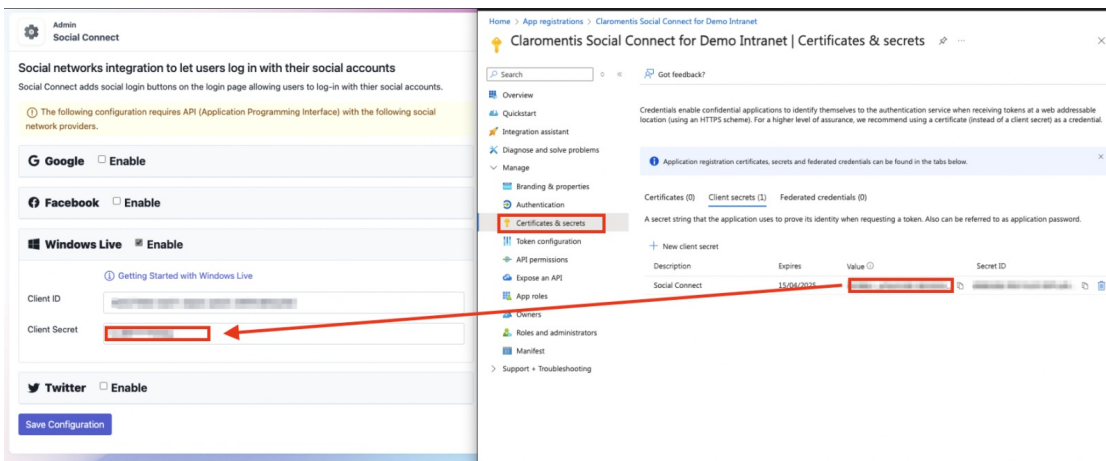 Admin
Social Connect
Social networks integration to let users log in with their social accounts
Social Connect adds social login buttons on the login page allowing users to log-in with thier social accounts.
The following configuration requires API (Application Programming Interface) with the following social
network providers.
Google Enable
Facebook Enable
Windows Live Enable
Getting Started with Windows Live
Client ID
Client Secret
Twitter Enable
Save Configuration
Home > App registrations > Claromentis Social Connect for Demo Intranet
Claromentis Social Connect for Demo Intranet | Certificates & secrets
Search
Got feedback?
Overview
Quickstart
Integration assistant
Diagnose and solve problems
Manage
Branding & properties
Authentication
Certificates & secrets
Token configuration
API permissions
Expose an API
App roles
Owners
Roles and administrators
Manifest
Support + Troubleshooting
Credentials enable confidential applications to identify themselves to the authentication service when receiving tokens at a web addressable
location (using an HTTPS scheme). For a higher level of assurance, we recommend using a certificate (instead of a client secret) as a credential.
Application registration certificates, secrets and federated credentials can be found in the tabs below.
Certificates (0) Client secrets (1) Federated credentials (0)
A secret string that the application uses to prove its identity when requesting a token. Also can be referred to as application password.
New client secret
Description Expires Value Secret ID
Social Connect 15/04/2025